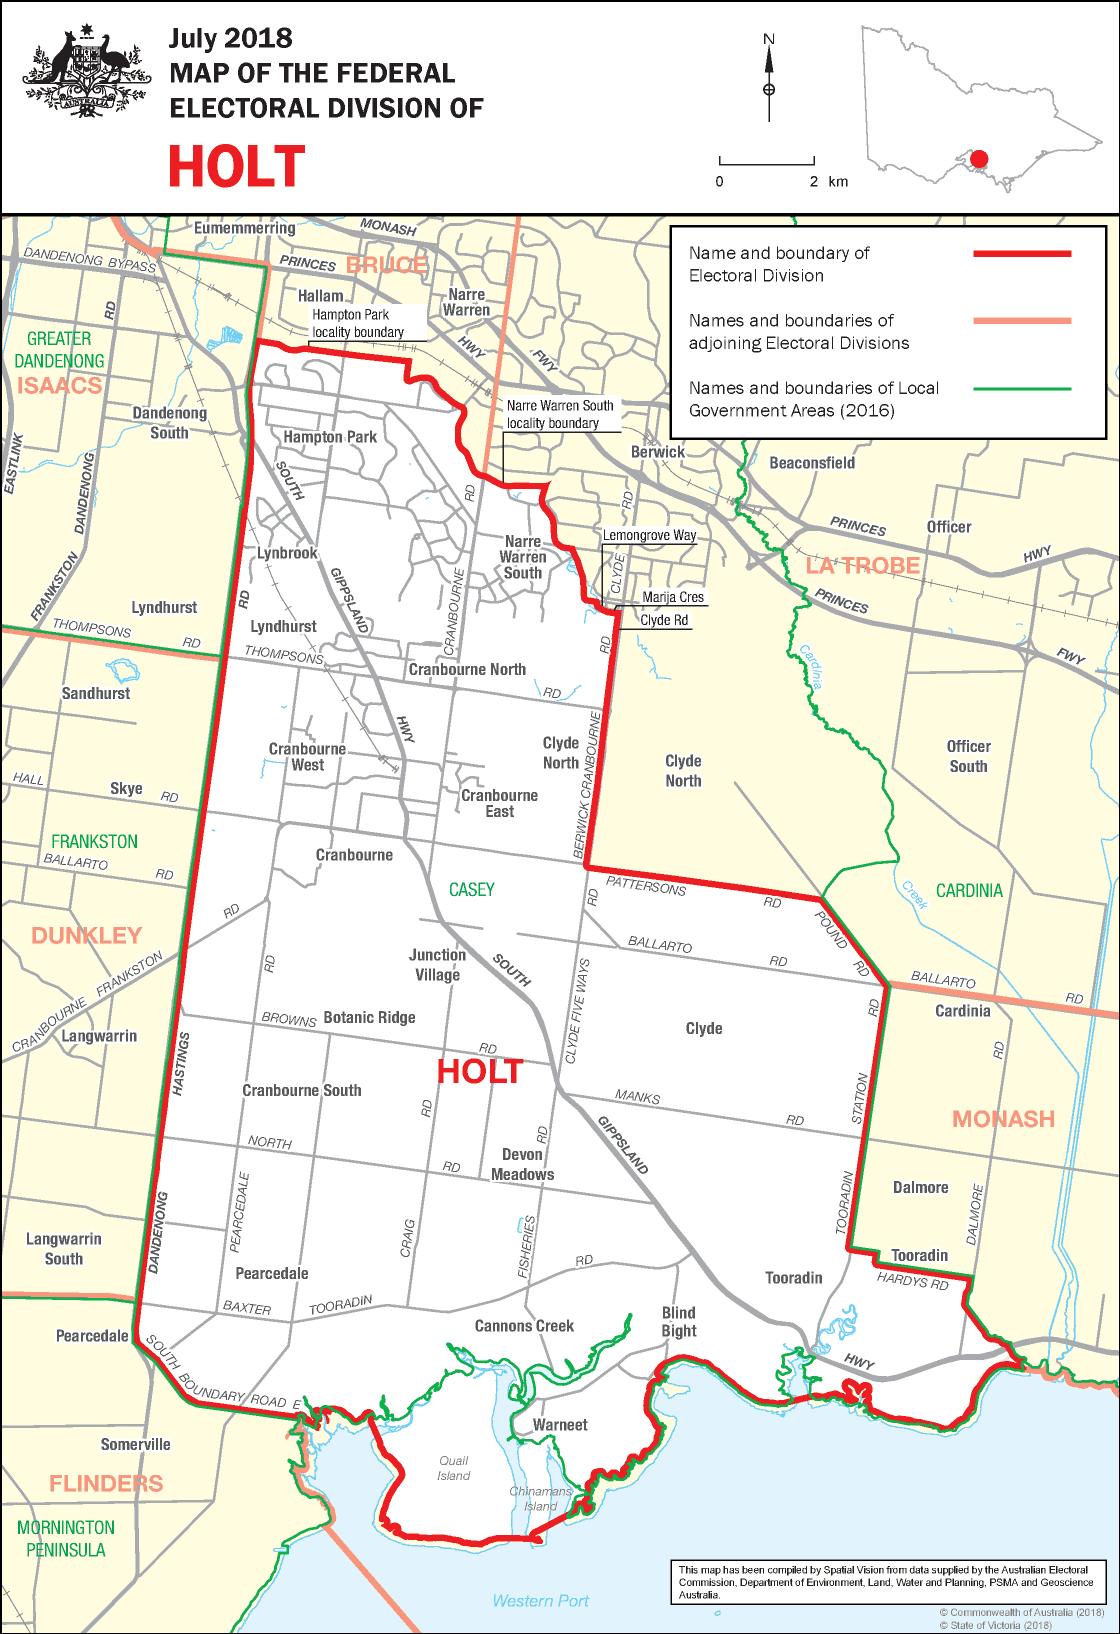 July 2018
MAP OF THE FEDERAL
ELECTORAL DIVISION OF
HOLT
AUSTRALIA
N
0 2 km
Name and boundary of
Electoral Division
Names and boundaries of
adjoining Electoral Divisions
Names and boundaries of Local
Government Areas (2016)
Eumemmerring
MONASH
DANDENONG BYPASS
PRINCES
BRUCE
HWY
FWY
Hallam
Narre
Warren
Hampton Park
locality boundary
RD
GREATER
DANDENONG
ISAACS
Dandenong
South
EASTLINK
DANDENONG
FRANKSTON
Narre Warren South
locality boundary
Berwick
Beaconsfield
Hampton Park
SOUTH
RD
RD
PRINCES
Officer
HWY
Lynbrook
Narre
Warren
South
Lemongrove Way
CLYDE
LA TROBE
Marija Cres
Clyde Rd
PRINCES
FWY
Lyndhurst
RD
GIPPSLAND
CRANBOURNE
Lyndhurst
THOMPSONS
RD
THOMPSONS
RD
Cranbourne North
RD
Cardinia
Sandhurst
Cranbourne
West
HWY
Clyde
North
BERWICK CRANBOURNE
Clyde
North
Officer
South
HALL
Skye
RD
Cranbourne
East
FRANKSTON
BALLARTO
RD
Cranbourne
CASEY
PATTERSONS
RD
RD
Creek
CARDINIA
DUNKLEY
RD
POUND
RD
BALLARTO
RD
CRANBOURNE FRANKSTON
RD
Junction
Village
SOUTH
CLYDE FIVE WAYS
BALLARTO
RD
Cardinia
Langwarrin
HASTINGS
BROWNS
Botanic Ridge
RD
Clyde
RD
RD
HOLT
Cranbourne South
RD
MANKS
RD
STATION
MONASH
NORTH
RD
RD
GIPPSLAND
Devon
Meadows
Dalmore
DALMORE
Langwarrin
South
DANDENONG
PEARCEDALE
CRAIG
FISHERIES
TOORADIN
Tooradin
Pearcedale
RD
Tooradin
HARDYS RD
BAXTER
TOORADIN
Pearcedale
SOUTH BOUNDARY ROAD E
Cannons Creek
Blind
Bight
HWY
Warneet
Somerville
Quail
Island
Chinamans
Island
FLINDERS
MORNINGTON
PENINSULA
Western Port
This map has been compiled by Spatial Vision from data supplied by the Australian Electoral
Commission, Department of Environment, Land, Water and Planning, PSMA and Geoscience
Australia.
© Commonwealth of Australia (2018)
© State of Victoria (2018)